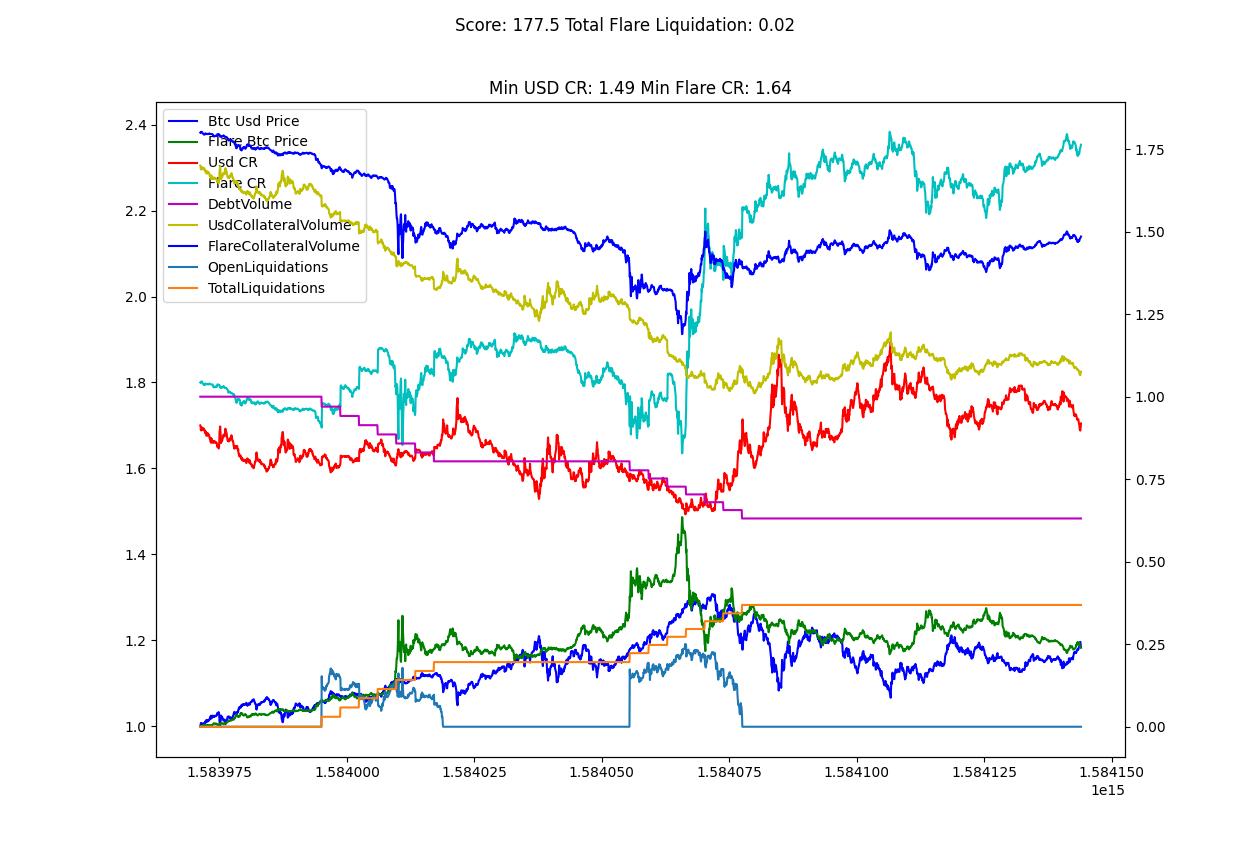 Score: 177.5 Total Flare Liquidation: 0.02
Min USD CR: 1.49 Min Flare CR: 1.64
Btc Usd Price
Flare Btc Price
Usd CR
Flare CR
DebtVolume
UsdCollateralVolume
FlareCollateralVolume
OpenLiquidations
TotalLiquidations
2.4
2.2
2.0
1.8
1.6
1.4
1.2
1.0
1.75
1.50
1.25
1.00
0.75
0.50
0.25
0.00
1.583975 1.584000 1.584025 1.584050 1.584075 1.584100 1.584125 1.584150
1e15